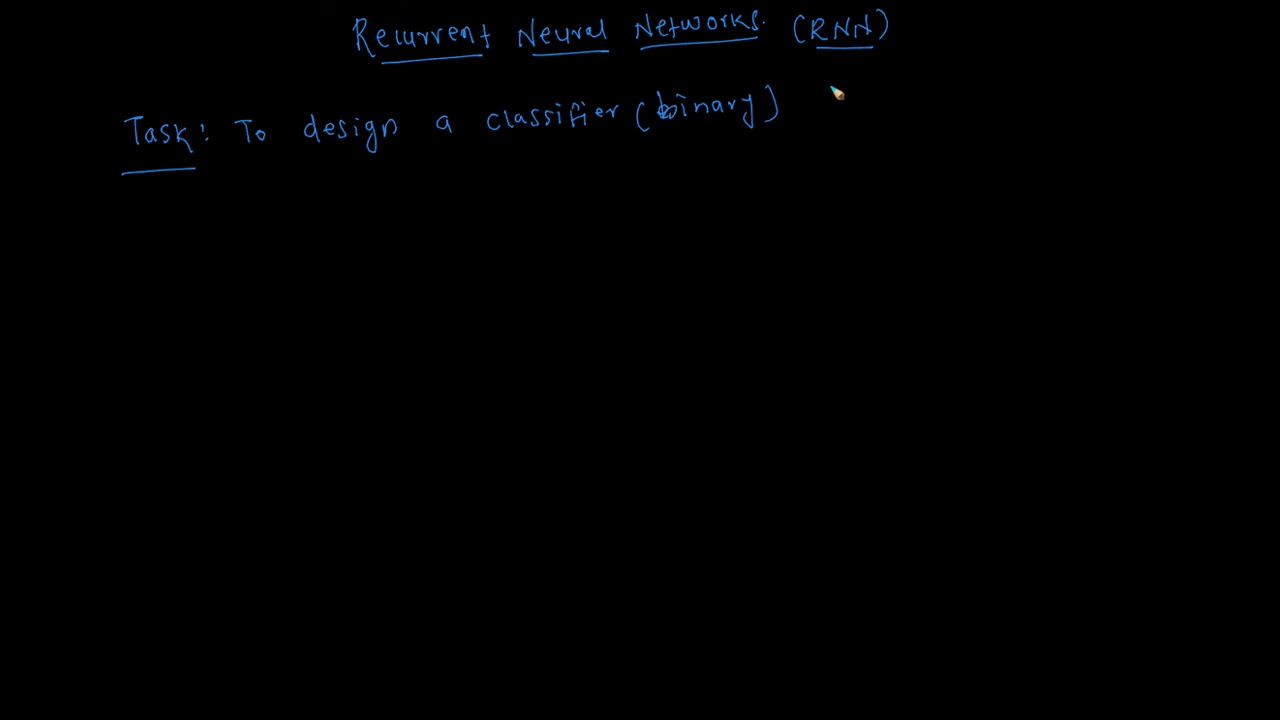 Recurrent Neural Networks. (RNN)
Task: To design a classifier (binary)